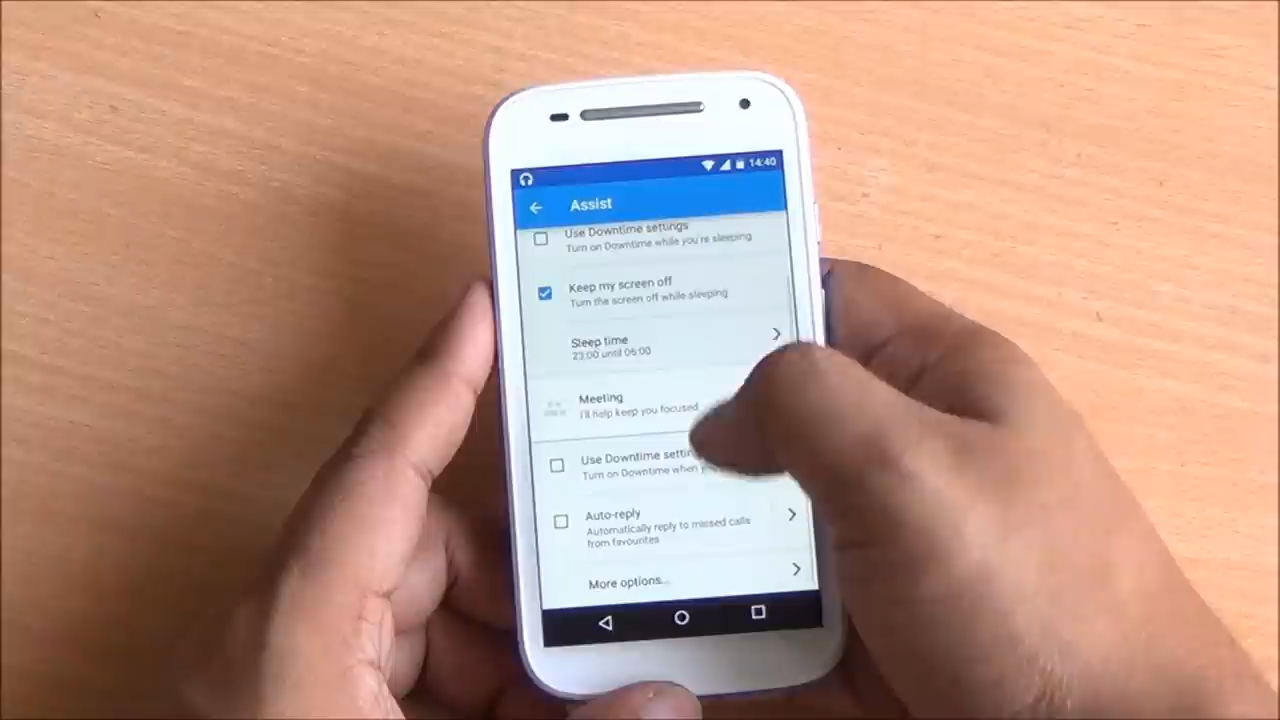 14:40
Assist
Use Downtime settings
Turn on Downtime while you're sleeping
Keep my screen off
Turn the screen off while sleeping
Sleep time
23:00 until 06:00
Meeting
I'll help keep you focused
Use Downtime
Turn on Downtime when
Auto-reply
Automatically reply to missed calls
from favourites
More options...